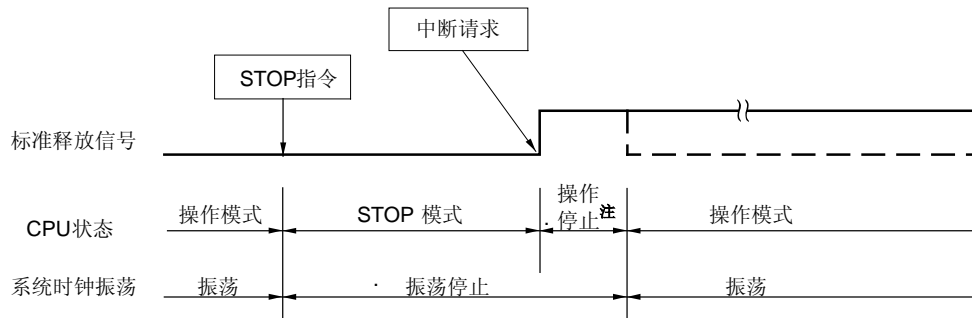 中断请求
STOP指令
标准释放信号
CPU状态
操作模式
STOP 模式
操作
停止注
操作模式
系统时钟振荡
振荡
振荡停止
振荡